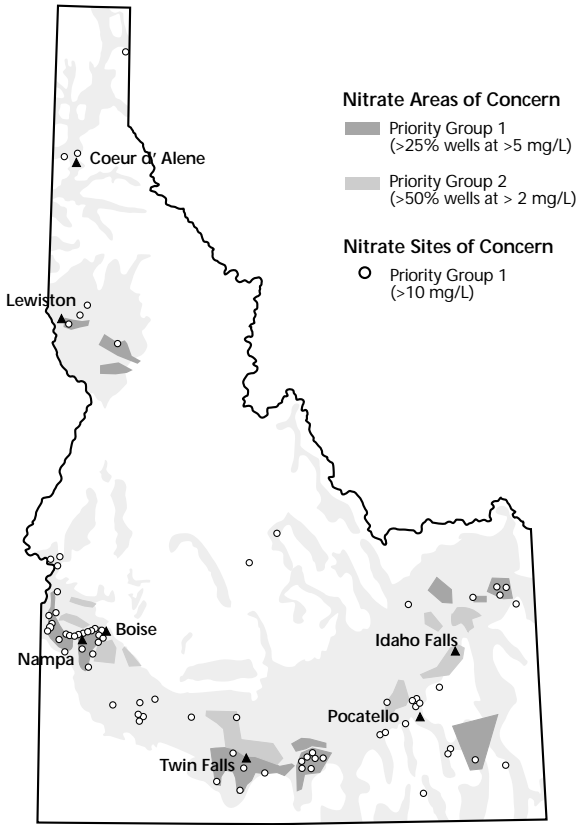 Nitrate Areas of Concern
Priority Group 1
(>25% wells at >5 mg/L)
Priority Group 2
(>50% wells at > 2 mg/L)
Nitrate Sites of Concern
Priority Group 1
(>10 mg/L)
Coeur d' Alene
Lewiston
Boise
Nampa
Idaho Falls
Pocatello
Twin Falls